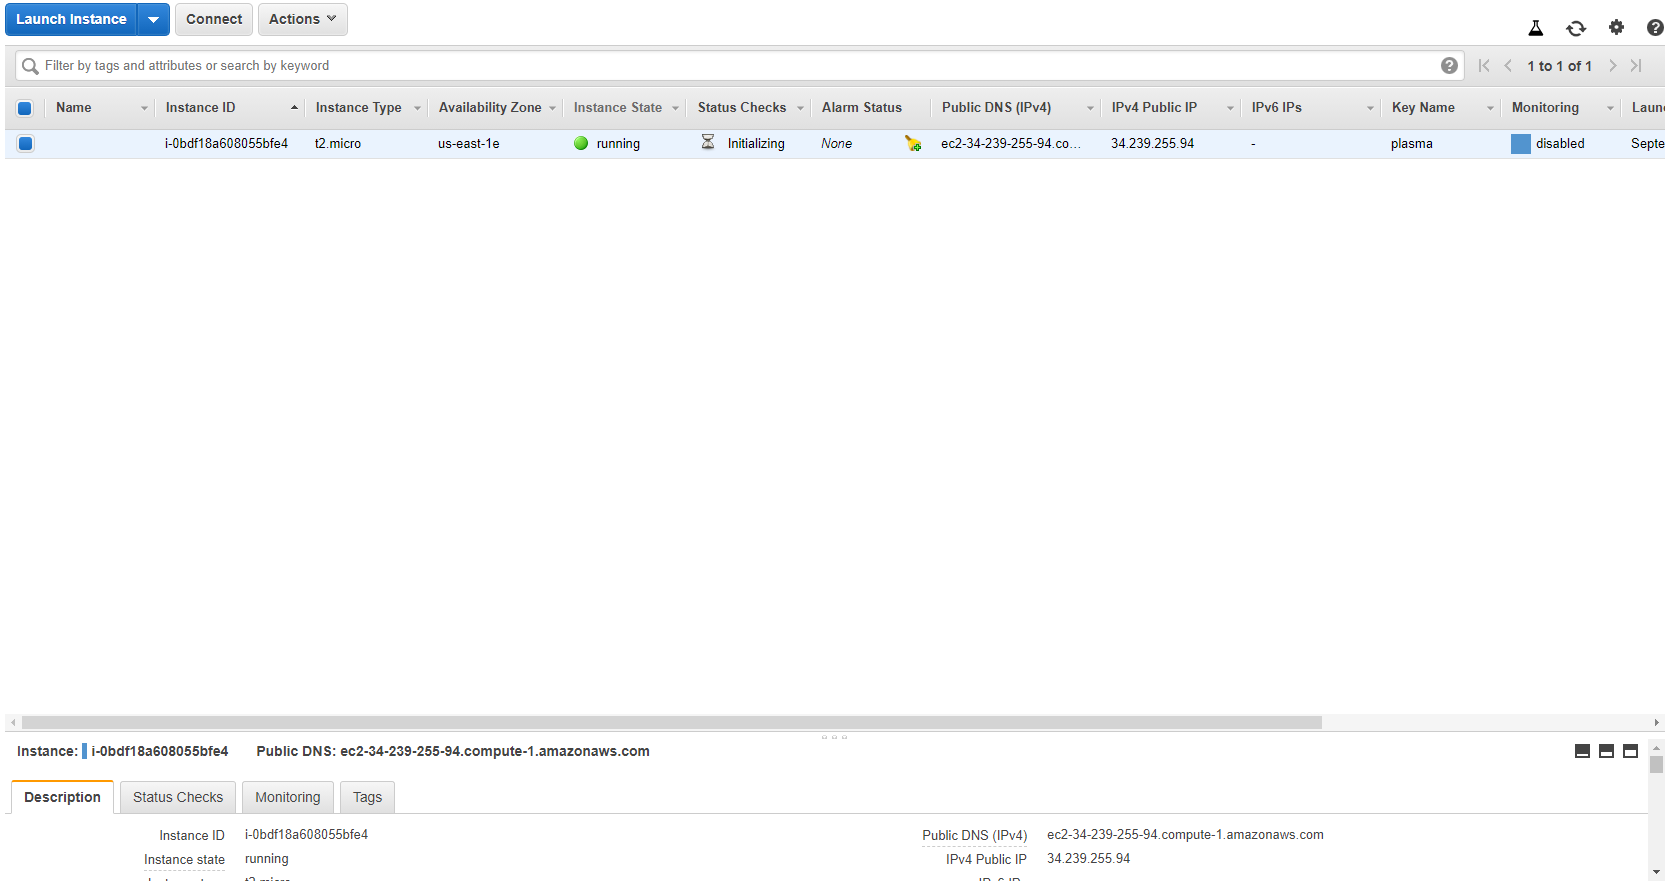 Launch Instance Connect Actions
Filter by tags and attributes or search by keyword 1 to 1 of 1
Name Instance ID Instance Type Availability Zone Instance State Status Checks Alarm Status Public DNS (IPv4) IPv4 Public IP IPv6 IPs Key Name Monitoring Laun
i-0bdf18a608055bfe4 t2.micro us-east-1e running Initializing None ec2-34-239-255-94.co... 34.239.255.94 - plasma disabled Septe
Instance: i-0bdf18a608055bfe4 Public DNS: ec2-34-239-255-94.compute-1.amazonaws.com
Description Status Checks Monitoring Tags
Instance ID i-0bdf18a608055bfe4 Public DNS (IPv4) ec2-34-239-255-94.compute-1.amazonaws.com
Instance state running IPv4 Public IP 34.239.255.94